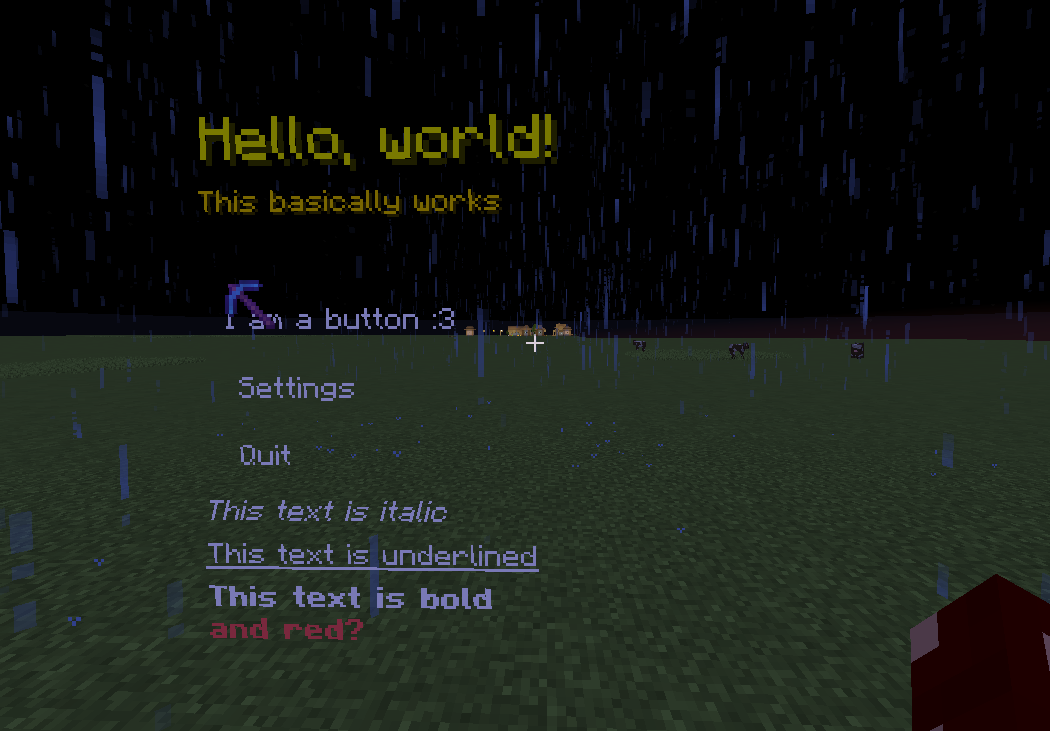 Hello, world!
This basically works
I am a button :3
Settings
Quit
This text is italic
This text is underlined
This text is bold
and red?